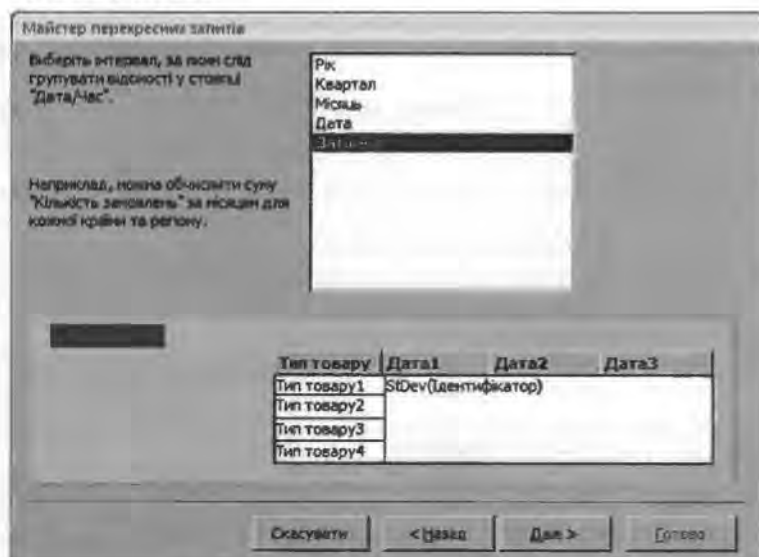 Майстер перехресних запитів
Виберіть інтервал, за яким слід
групувати відомості у стовпці
"Дата/Час".
Рік
Квартал
Місяць
Дата
Наприклад, можна обчислити суму
"Кількість замовлень" за місяцем для
кожної країни та регіону.
Тип товару Дата1 Дата2 Дата3
Тип товару1 StDev(Ідентифікатор)
Тип товару2
Тип товару3
Тип товару4
Скасувати < Назад Далі > Готово